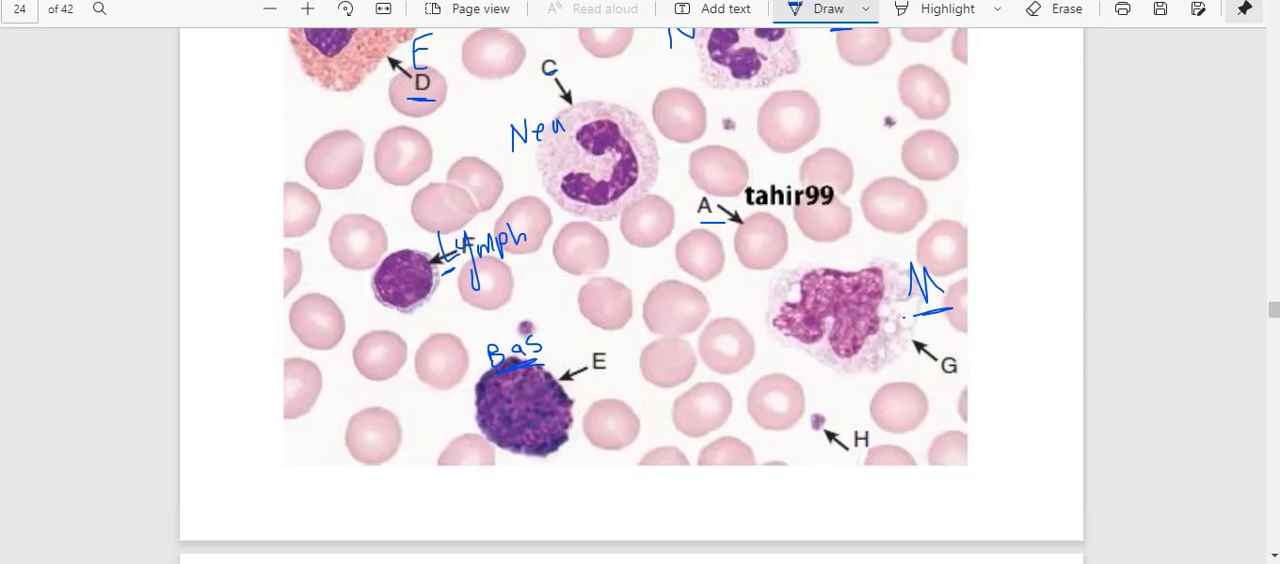 24 of 42 Page view Read aloud Add text Draw Highlight Erase
E
D
N
C
Neu
A
tahir99
Lymph
F
M
Bas
E
G
H